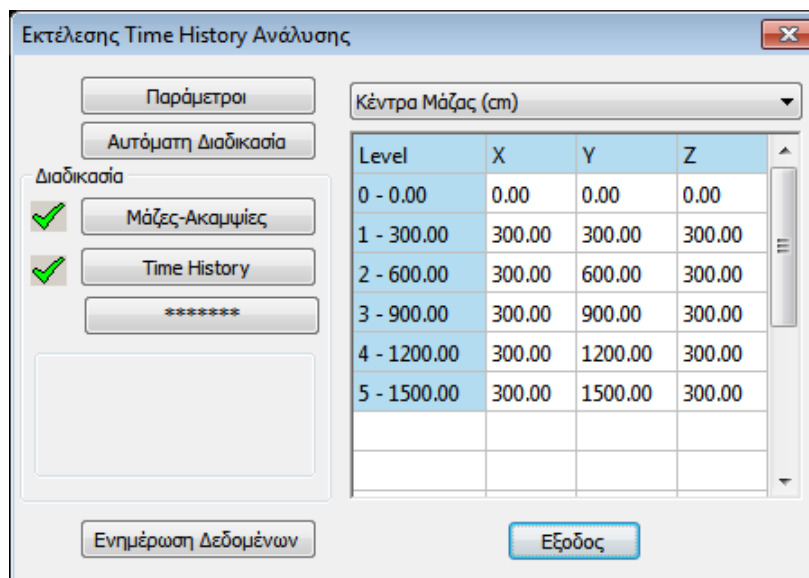 Εκτέλεσης Time History Ανάλυσης
Παράμετροι
Αυτόματη Διαδικασία
Διαδικασία
Μάζες-Ακαμψίες
Time History
*******
Ενημέρωση Δεδομένων
Κέντρα Μάζας (cm)
Level X Y Z
0 - 0.00 0.00 0.00 0.00
1 - 300.00 300.00 300.00 300.00
2 - 600.00 300.00 600.00 300.00
3 - 900.00 300.00 900.00 300.00
4 - 1200.00 300.00 1200.00 300.00
5 - 1500.00 300.00 1500.00 300.00
Εξοδος